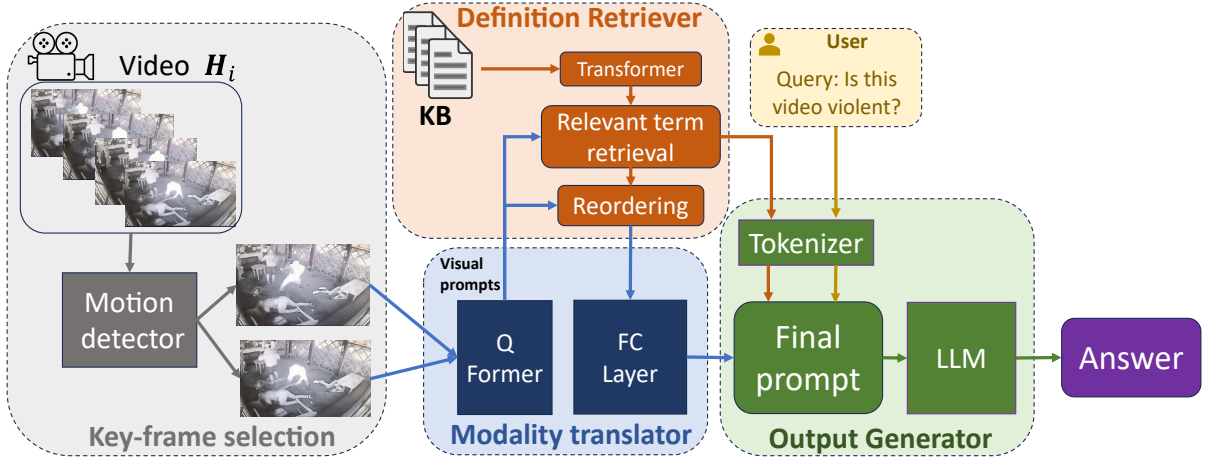 Video H_i
Motion
detector
Key-frame selection
Definition Retriever
KB
Transformer
Relevant term
retrieval
Reordering
Visual
prompts
Q
Former
FC
Layer
Modality translator
User
Query: Is this
video violent?
Tokenizer
Final
prompt
LLM
Output Generator
Answer